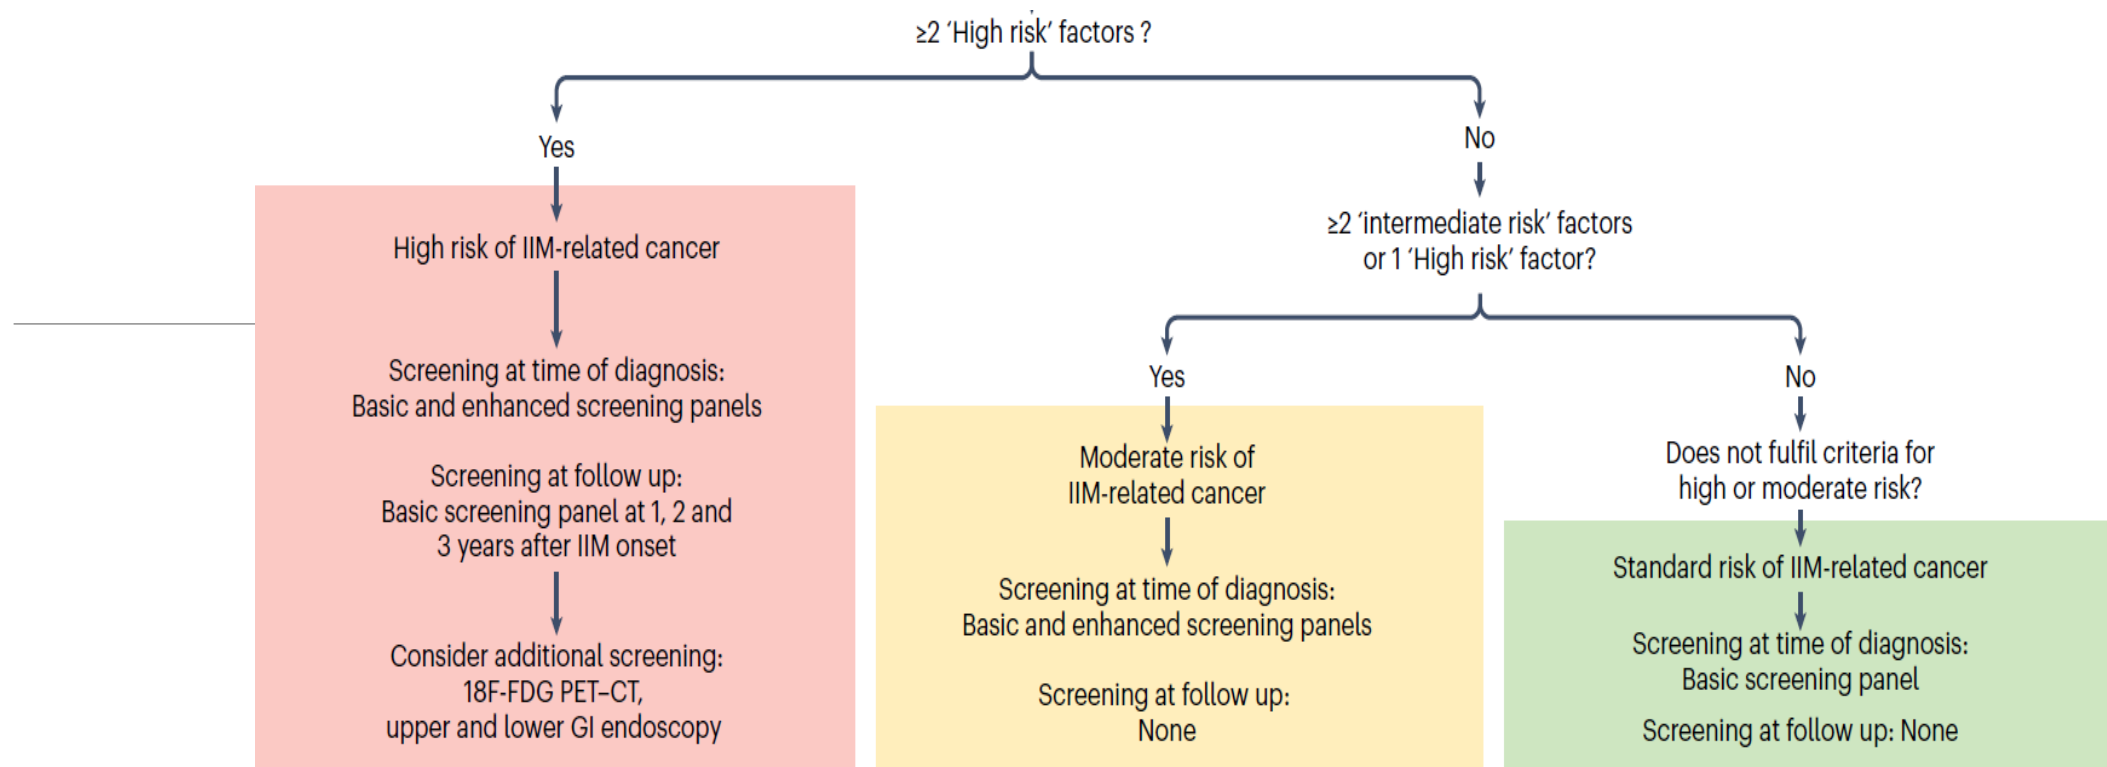 ≥2 ‘High risk’ factors ?
Yes
No
High risk of IIM-related cancer
Screening at time of diagnosis:
Basic and enhanced screening panels
Screening at follow up:
Basic screening panel at 1, 2 and
3 years after IIM onset
Consider additional screening:
18F-FDG PET–CT,
upper and lower GI endoscopy
≥2 ‘intermediate risk’ factors
or 1 ‘High risk’ factor?
Yes
No
Moderate risk of
IIM-related cancer
Screening at time of diagnosis:
Basic and enhanced screening panels
Screening at follow up:
None
Does not fulfil criteria for
high or moderate risk?
Standard risk of IIM-related cancer
Screening at time of diagnosis:
Basic screening panel
Screening at follow up: None